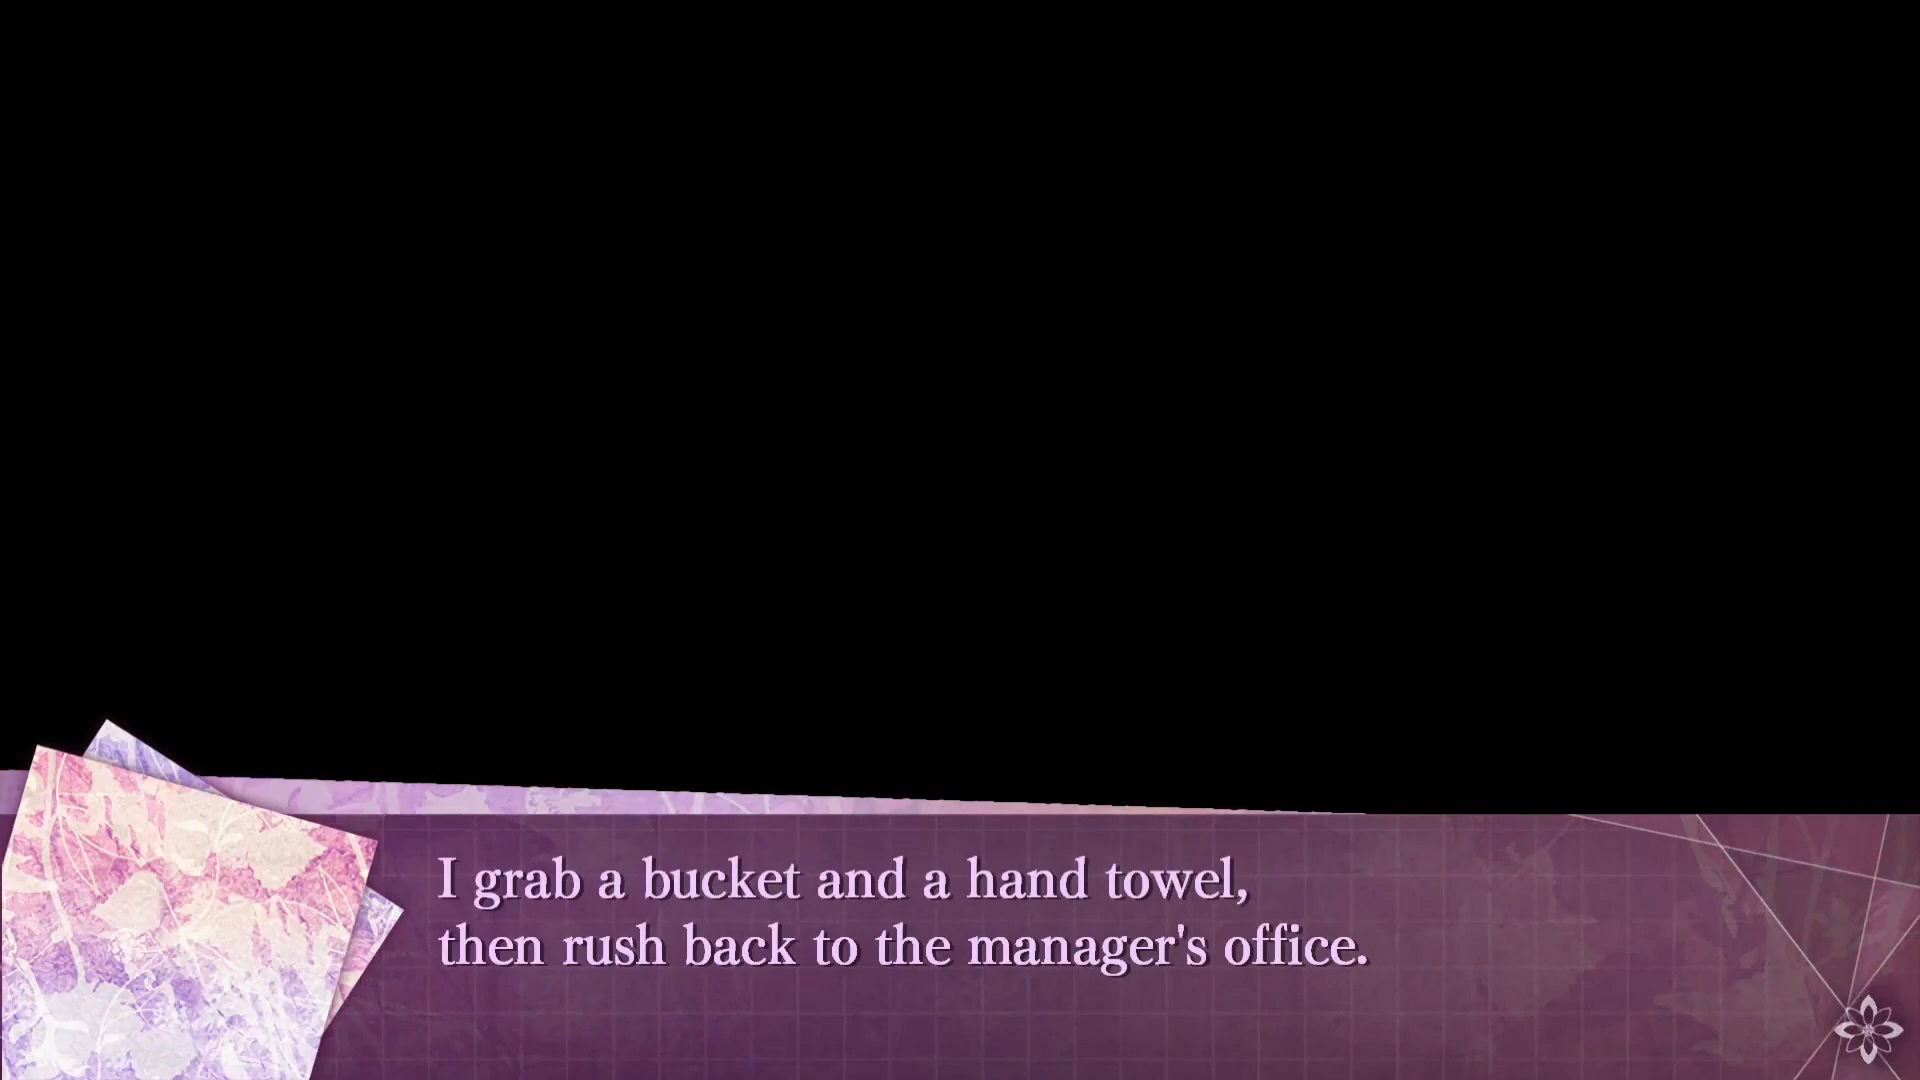 I grab a bucket and a hand towel,
then rush back to the manager's office.